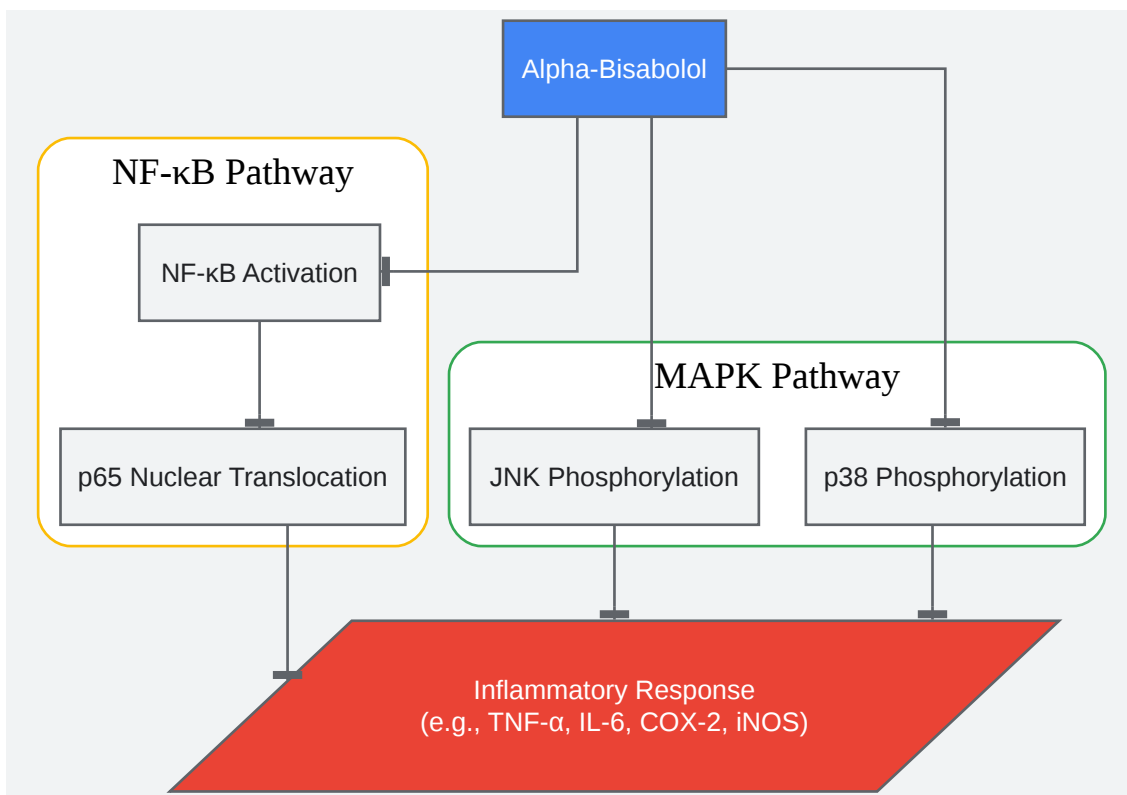 Alpha-Bisabolol
NF-κB Pathway
NF-κB Activation
MAPK Pathway
p65 Nuclear Translocation
JNK Phosphorylation
p38 Phosphorylation
Inflammatory Response
(e.g., TNF-α, IL-6, COX-2, iNOS)